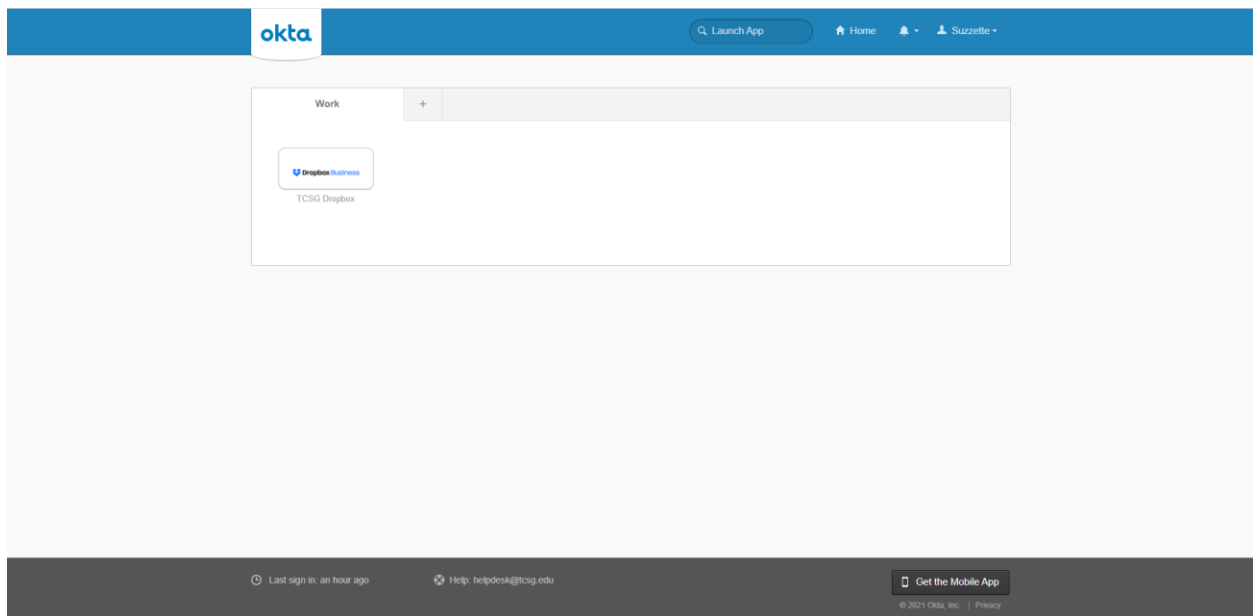 okta
Launch App
Home
Suzzette
Work
+
Dropbox Business
TCSG Dropbox
Last sign in: an hour ago
Help: helpdesk@tcsg.edu
Get the Mobile App
© 2021 Okta, Inc. | Privacy